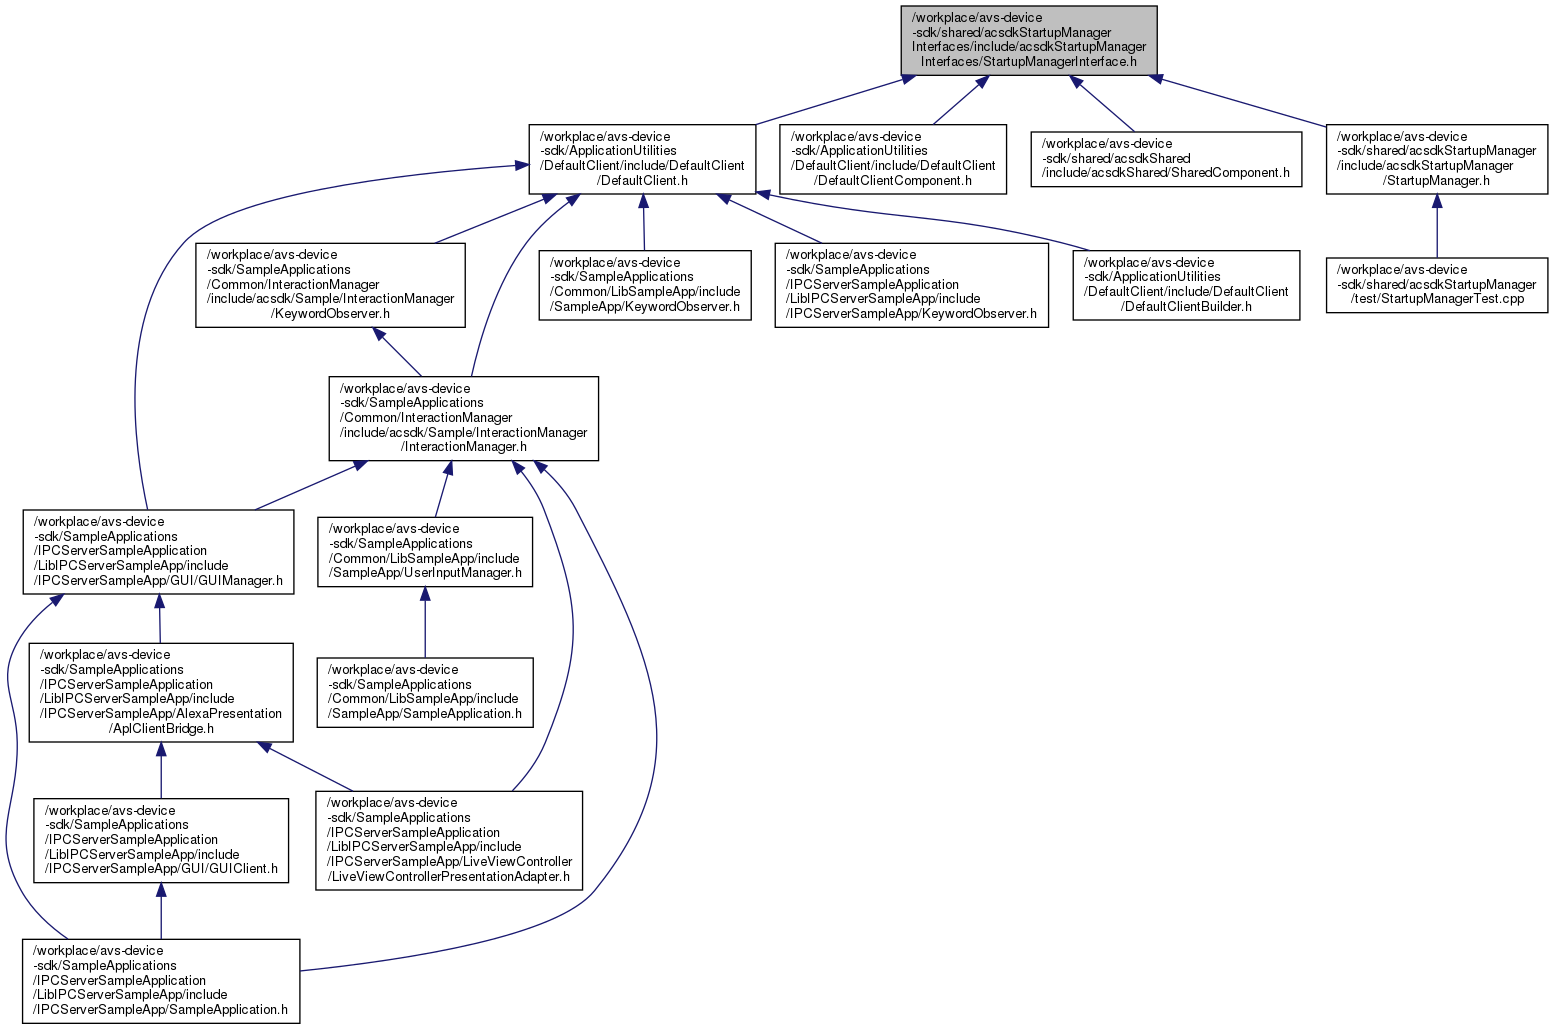 /workplace/avs-device
-sdk/shared/acsdkStartupManager
Interfaces/include/acsdkStartupManager
Interfaces/StartupManagerInterface.h
/workplace/avs-device
-sdk/ApplicationUtilities
/DefaultClient/include/DefaultClient
/DefaultClient.h
/workplace/avs-device
-sdk/ApplicationUtilities
/DefaultClient/include/DefaultClient
/DefaultClientComponent.h
/workplace/avs-device
-sdk/shared/acsdkShared
/include/acsdkShared/SharedComponent.h
/workplace/avs-device
-sdk/shared/acsdkStartupManager
/include/acsdkStartupManager
/StartupManager.h
/workplace/avs-device
-sdk/SampleApplications
/Common/InteractionManager
/include/acsdk/Sample/InteractionManager
/KeywordObserver.h
/workplace/avs-device
-sdk/SampleApplications
/Common/LibSampleApp/include
/SampleApp/KeywordObserver.h
/workplace/avs-device
-sdk/SampleApplications
/IPCServerSampleApplication
/LibIPCServerSampleApp/include
/IPCServerSampleApp/KeywordObserver.h
/workplace/avs-device
-sdk/ApplicationUtilities
/DefaultClient/include/DefaultClient
/DefaultClientBuilder.h
/workplace/avs-device
-sdk/shared/acsdkStartupManager
/test/StartupManagerTest.cpp
/workplace/avs-device
-sdk/SampleApplications
/Common/InteractionManager
/include/acsdk/Sample/InteractionManager
/InteractionManager.h
/workplace/avs-device
-sdk/SampleApplications
/IPCServerSampleApplication
/LibIPCServerSampleApp/include
/IPCServerSampleApp/GUI/GUIManager.h
/workplace/avs-device
-sdk/SampleApplications
/Common/LibSampleApp/include
/SampleApp/UserInputManager.h
/workplace/avs-device
-sdk/SampleApplications
/IPCServerSampleApplication
/LibIPCServerSampleApp/include
/IPCServerSampleApp/AlexaPresentation
/AplClientBridge.h
/workplace/avs-device
-sdk/SampleApplications
/Common/LibSampleApp/include
/SampleApp/SampleApplication.h
/workplace/avs-device
-sdk/SampleApplications
/IPCServerSampleApplication
/LibIPCServerSampleApp/include
/IPCServerSampleApp/GUI/GUIClient.h
/workplace/avs-device
-sdk/SampleApplications
/IPCServerSampleApplication
/LibIPCServerSampleApp/include
/IPCServerSampleApp/LiveViewController
/LiveViewControllerPresentationAdapter.h
/workplace/avs-device
-sdk/SampleApplications
/IPCServerSampleApplication
/LibIPCServerSampleApp/include
/IPCServerSampleApp/SampleApplication.h